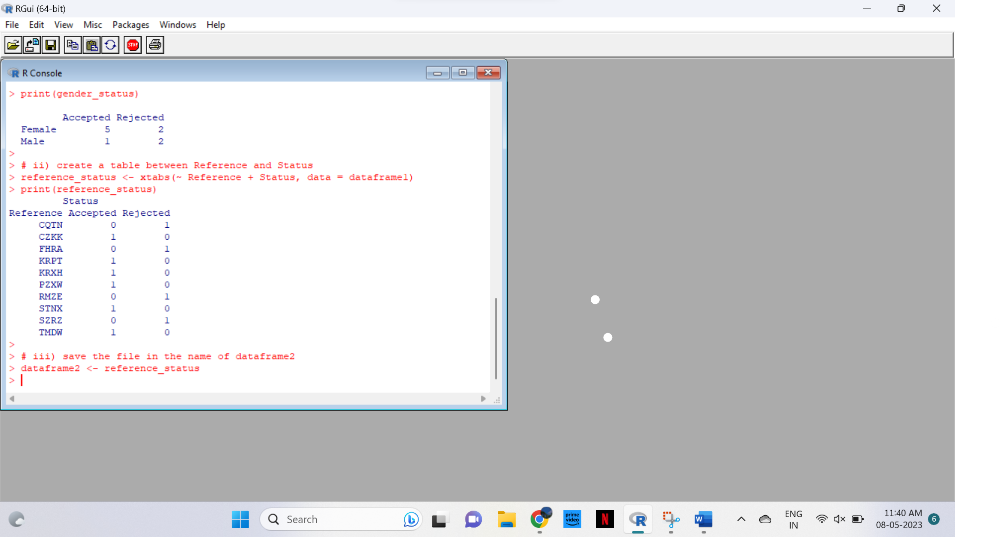 RGui (64-bit)
File Edit View Misc Packages Windows Help
STOP
R Console
> print(gender_status)
Accepted Rejected
Female 5 2
Male 1 2
>
> # ii) create a table between Reference and Status
> reference_status <- xtabs(~ Reference + Status, data = dataframe1)
> print(reference_status)
Status
Reference Accepted Rejected
CQTN 0 1
CZKK 1 0
FHRA 0 1
KRPT 1 0
KRXH 1 0
PZXW 1 0
RMZE 0 1
STNX 1 0
SZRZ 0 1
TMDW 1 0
>
> # iii) save the file in the name of dataframe2
> dataframe2 <- reference_status
>
Search
prime video
N
R
W
ENG
IN
11:40 AM
08-05-2023
6